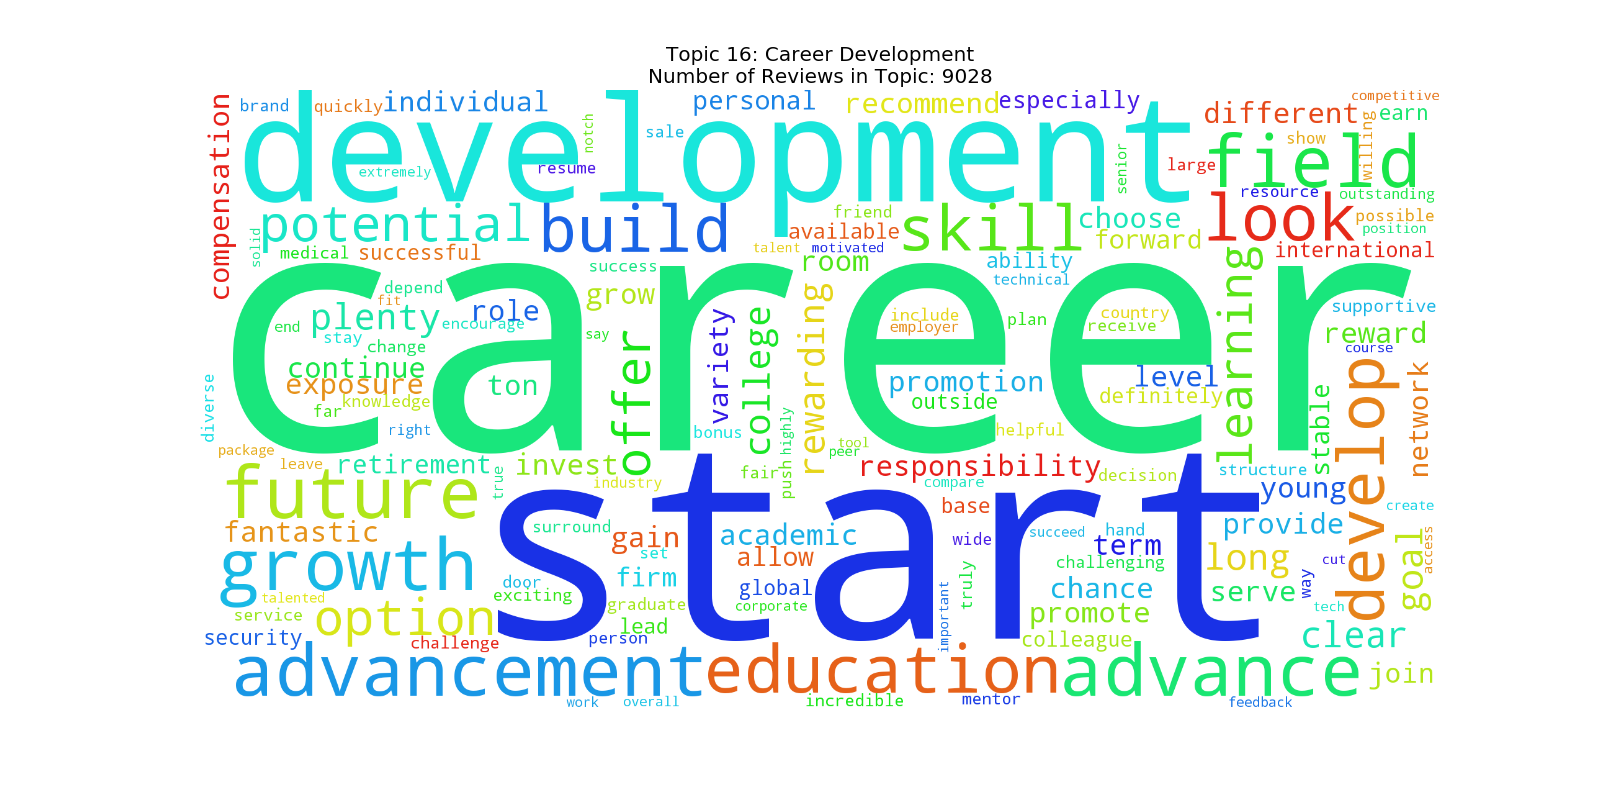 Topic 16: Career Development
Number of Reviews in Topic: 9028
brand
quickly
individual
personal
recommend
especially
competitive
compensation
development
notch
sale
different
earn
show
willing
extremely
resume
senior
large
field
resource
outstanding
potential
build
friend
available
skill
choose
look
possible
position
solid
medical
successful
talent
motivated
forward
international
success
room
ability
technical
career
depend
fit
grow
plenty
role
encourage
end
stay
change
say
offer
variety
college
rewarding
include
employer
plan
country
receive
learning
supportive
reward
course
continue
exposure
ton
knowledge
far
diverse
right
promotion
outside
level
definitely
stable
develop
network
bonus
highly
push
tool
peer
helpful
package
leave
retirement
true
invest
industry
fair
responsibility
decision
structure
compare
future
start
young
create
base
fantastic
surround
gain
set
academic
allow
wide
succeed
hand
term
provide
goal
access
growth
door
exciting
firm
global
corporate
truly
challenging
chance
long
cut
way
serve
tech
talented
service
option
graduate
lead
important
promote
colleague
clear
security
challenge
person
advancement
education
advance
join
work
overall
incredible
mentor
feedback